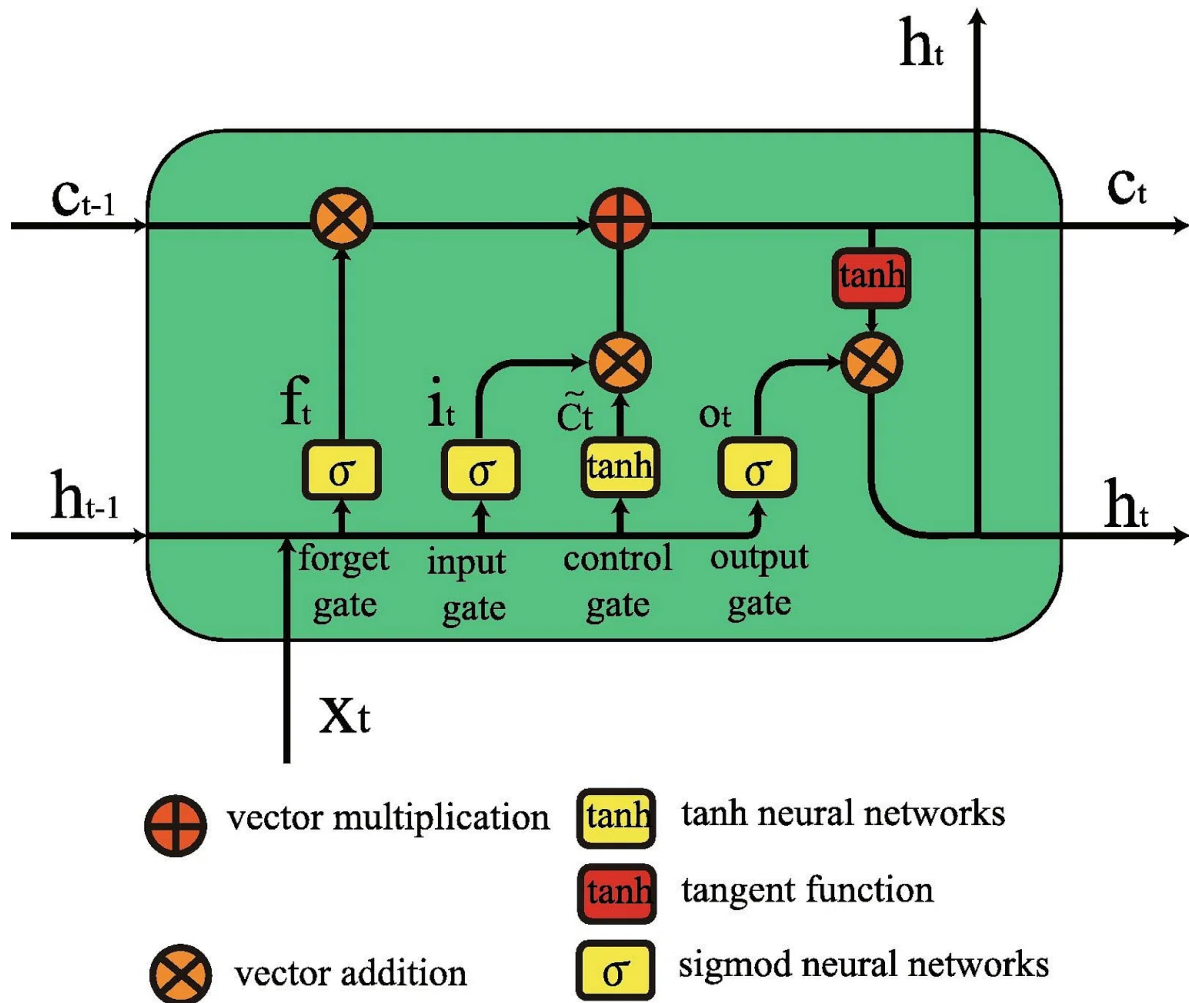 ht
ct-1
ct
tanh
ft
it
c̃t
ot
σ
σ
tanh
σ
ht-1
ht
forget gate
input gate
control gate
output gate
xt
vector multiplication
tanh
tanh neural networks
tanh
tangent function
vector addition
σ
sigmod neural networks